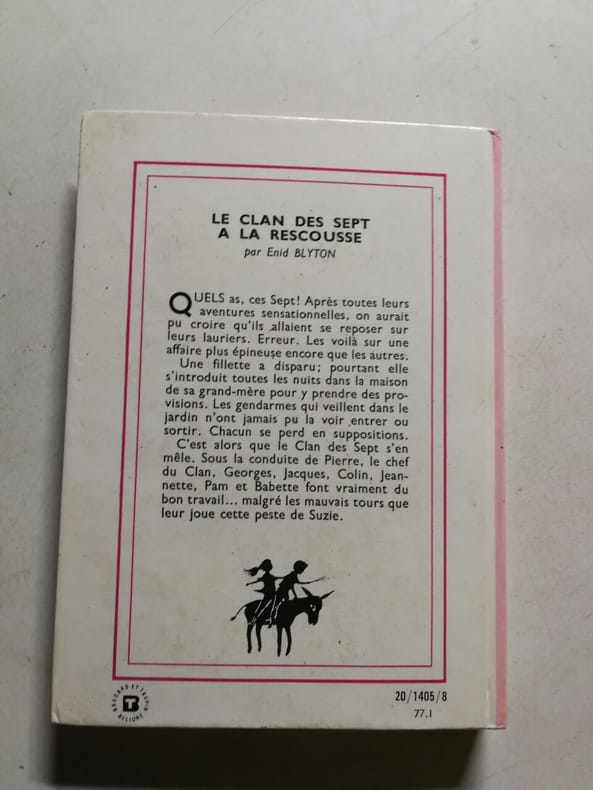 LE CLAN DES SEPT
A LA RESCOUSSE
par Enid BLYTON
QUELS as, ces Sept! Après toutes leurs
aventures sensationnelles, on aurait
pu croire qu'ils allaient se reposer sur
leurs lauriers. Erreur. Les voilà sur une
affaire plus épineuse encore que les autres.
Une fillette a disparu; pourtant elle
s'introduit toutes les nuits dans la maison
de sa grand-mère pour y prendre des pro-
visions. Les gendarmes qui veillent dans le
jardin n'ont jamais pu la voir entrer ou
sortir. Chacun se perd en suppositions.
C'est alors que le Clan des Sept s'en
mêle. Sous la conduite de Pierre, le chef
du Clan, Georges, Jacques, Colin, Jean-
nette, Pam et Babette font vraiment du
bon travail... malgré les mauvais tours que
leur joue cette peste de Suzie.
BRODARD ET TAUPIN
RELIURE
20/1405/8
77.I